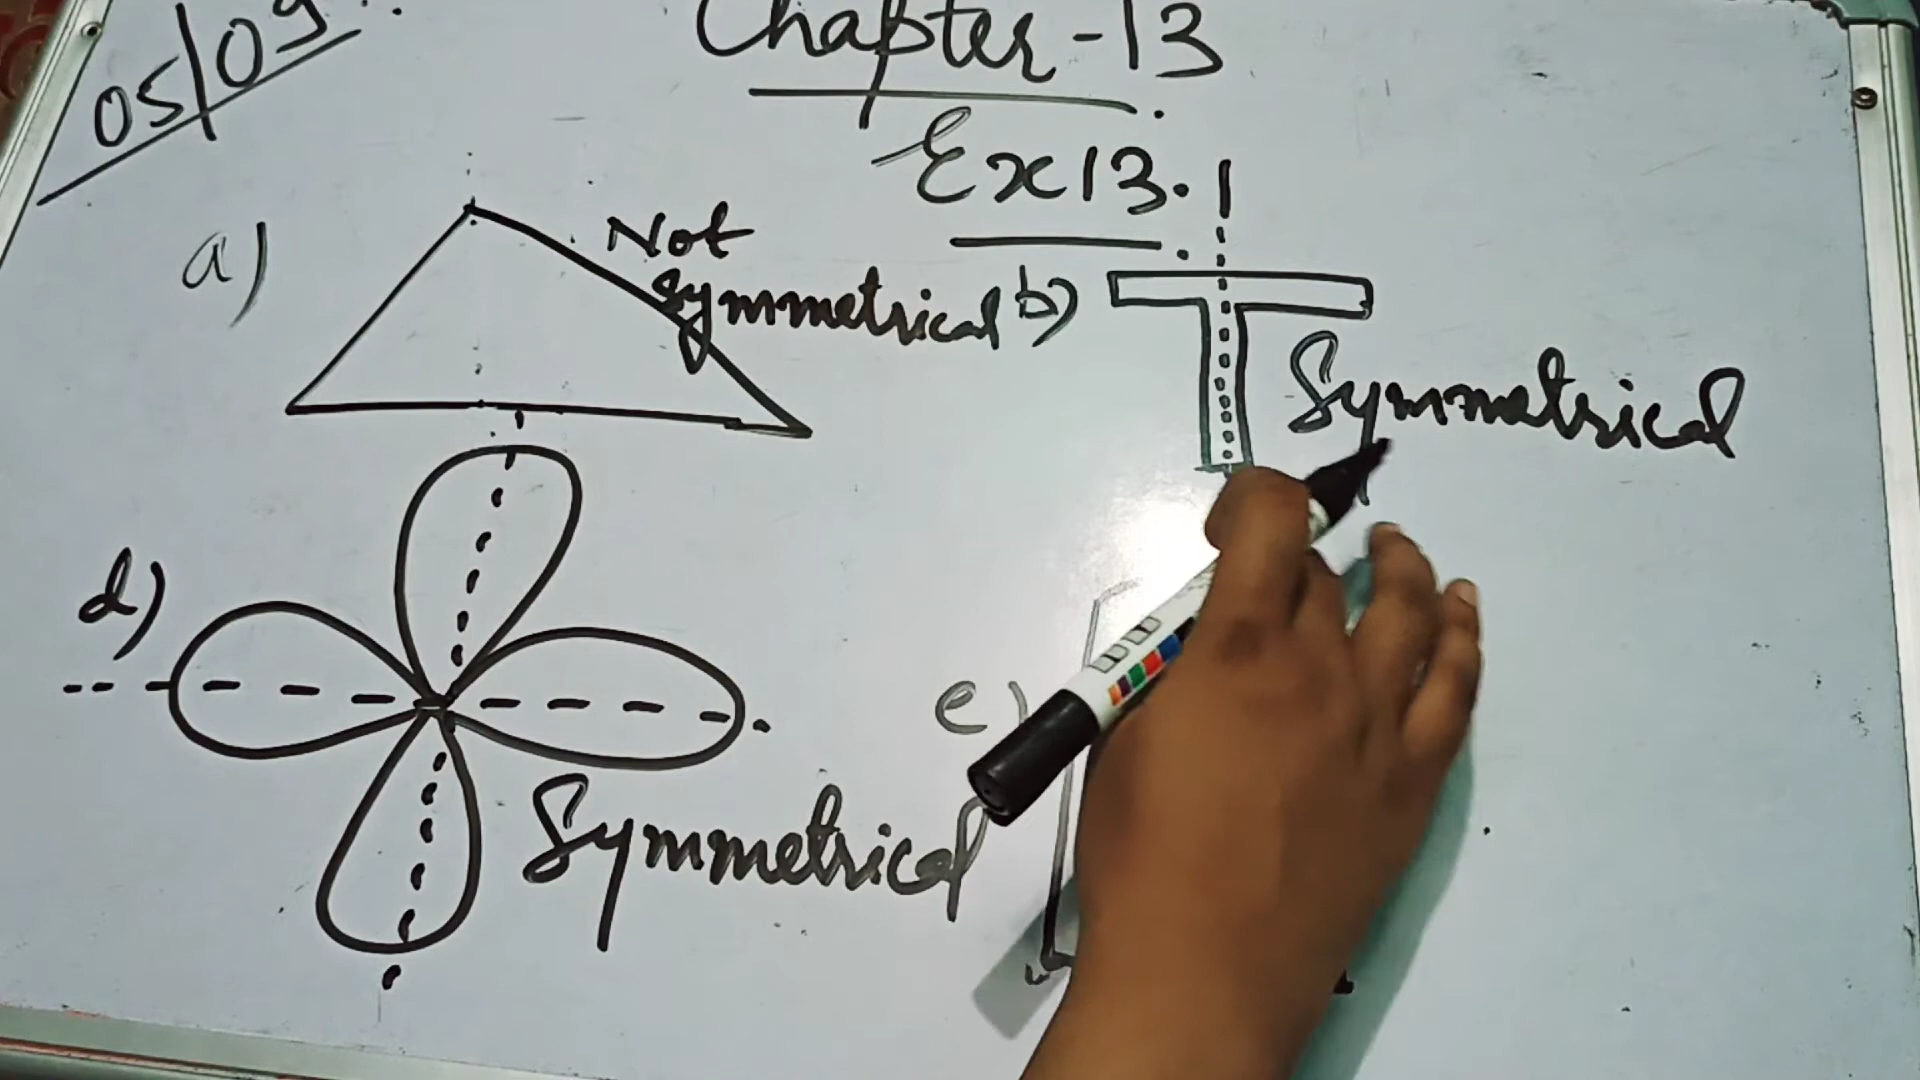 05/09
Chapter-13
Ex 13.1
a)
Not
Symmetrical
b)
Symmetrical
d)
Symmetrical
e)